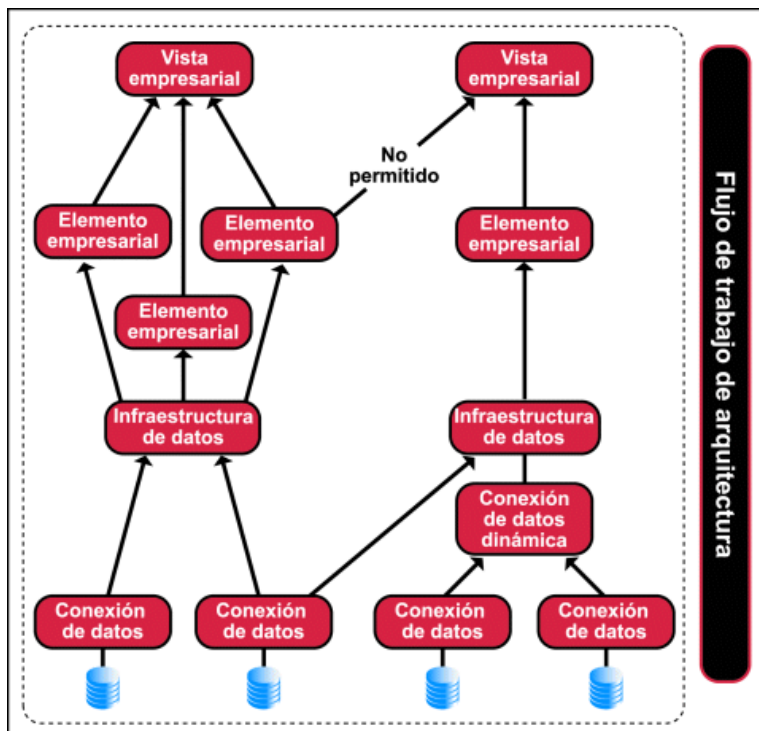 Vista
empresarial
Vista
empresarial
No
permitido
Elemento
empresarial
Elemento
empresarial
Elemento
empresarial
Elemento
empresarial
Infraestructura
de datos
Infraestructura
de datos
Conexión
de datos
dinámica
Conexión
de datos
Conexión
de datos
Conexión
de datos
Conexión
de datos
Flujo de trabajo de arquitectura